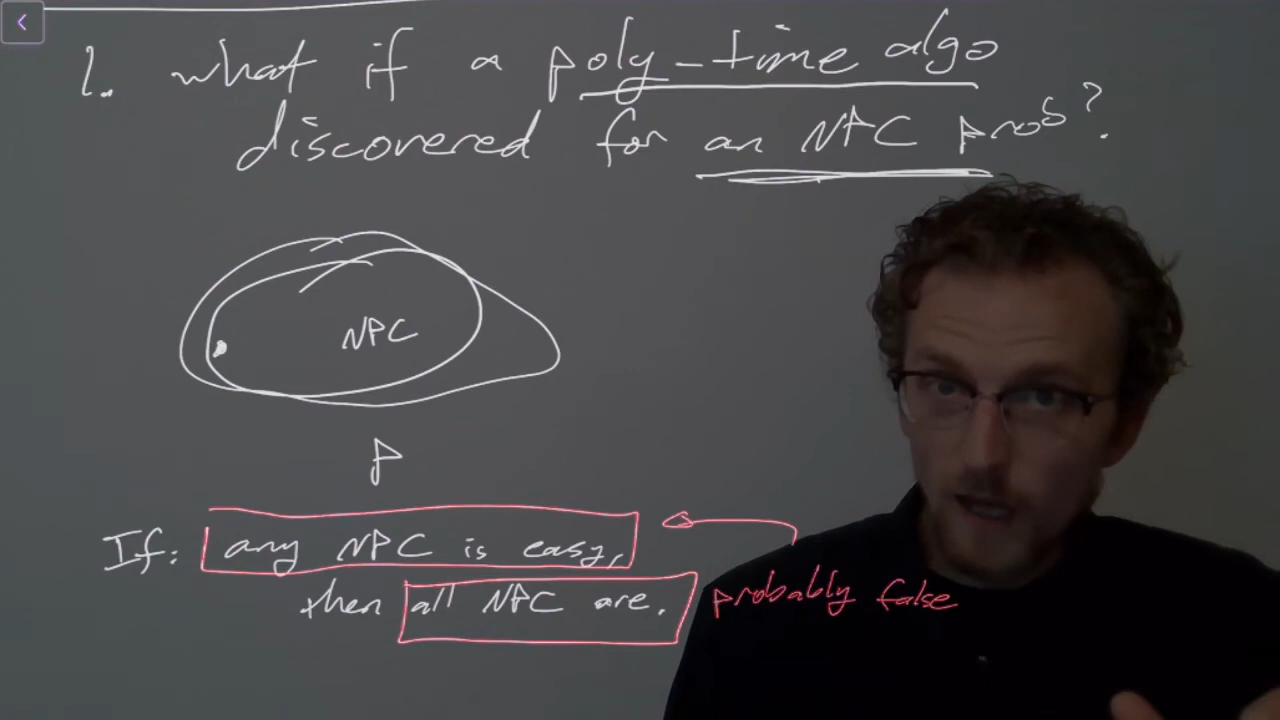 1. what if a poly-time algo
discovered for an NPC prob?
NPC
P
If: any NPC is easy,
then all NPC are.
probably false